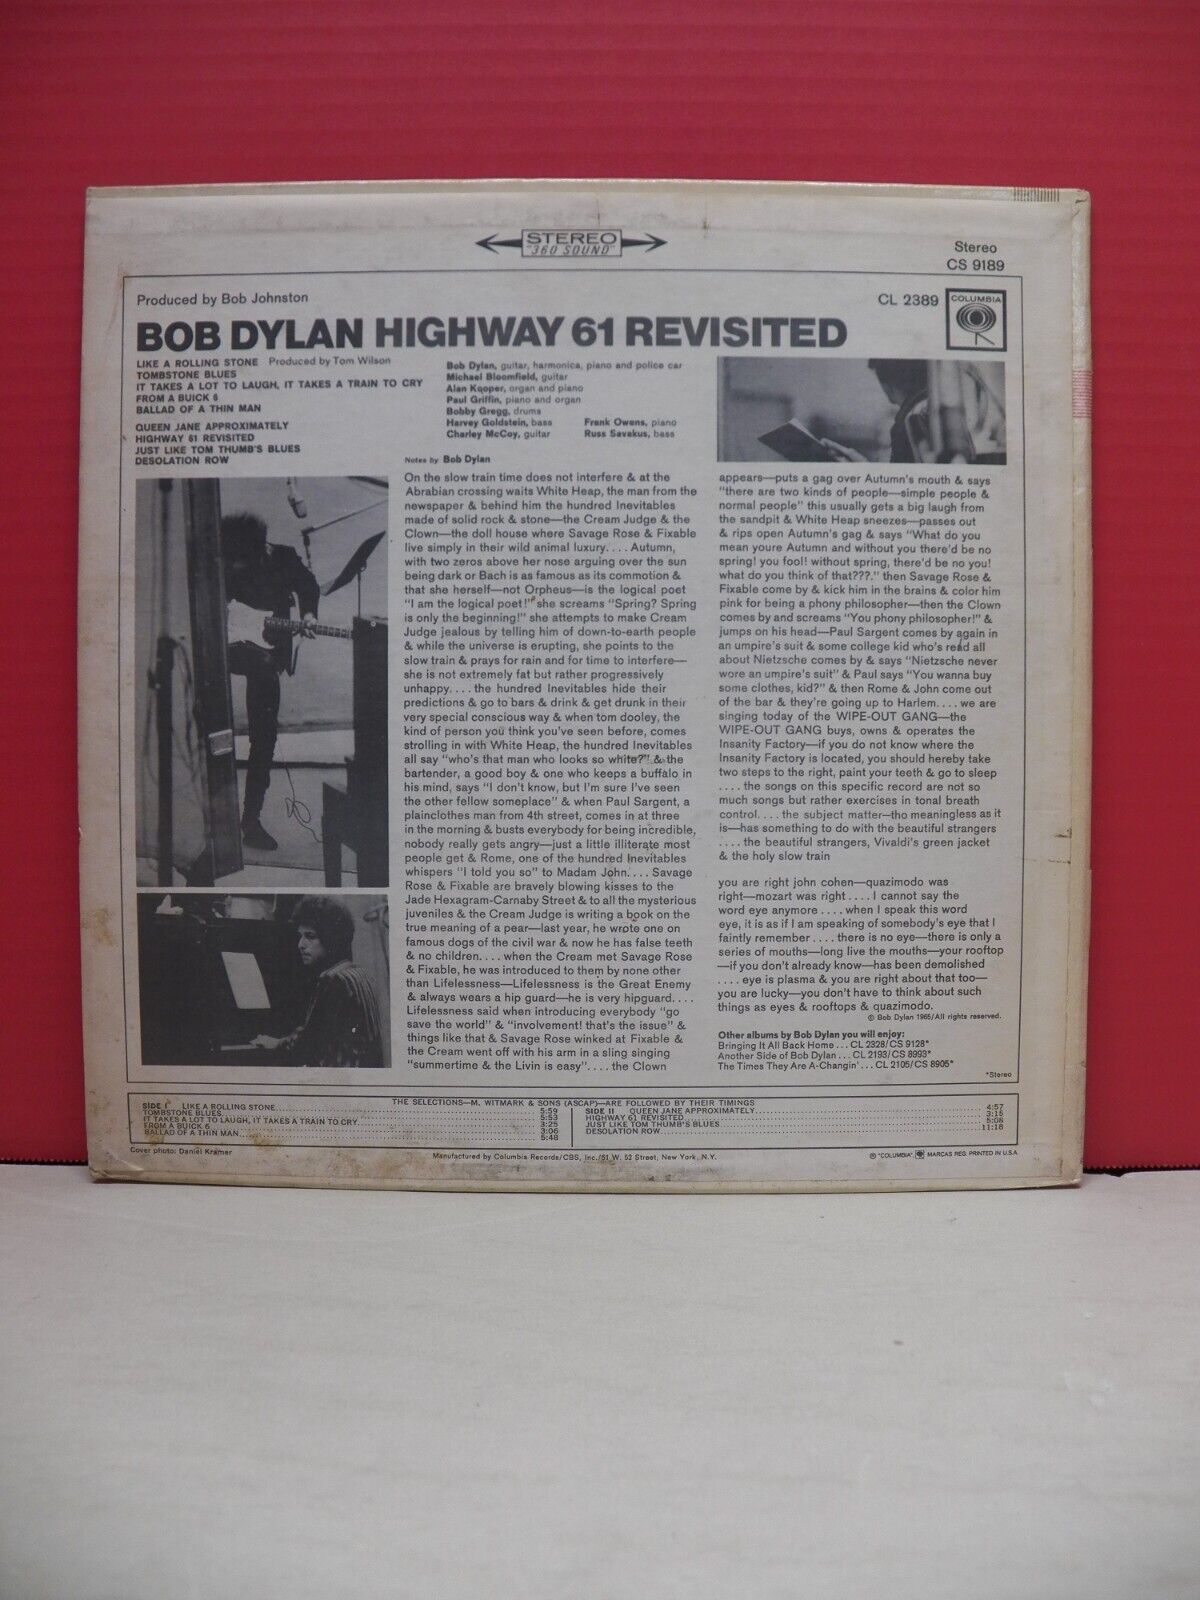 STEREO
"360 SOUND"
Stereo
CS 9189
Produced by Bob Johnston
CL 2389
COLUMBIA
BOB DYLAN HIGHWAY 61 REVISITED
LIKE A ROLLING STONE Produced by Tom Wilson
TOMBSTONE BLUES
IT TAKES A LOT TO LAUGH, IT TAKES A TRAIN TO CRY
FROM A BUICK 6
BALLAD OF A THIN MAN
QUEEN JANE APPROXIMATELY
HIGHWAY 61 REVISITED
JUST LIKE TOM THUMB'S BLUES
DESOLATION ROW
Bob Dylan, guitar, harmonica, piano and police car
Michael Bloomfield, guitar
Alan Kooper, organ and piano
Paul Griffin, piano and organ
Bobby Gregg, drums
Harvey Goldstein, bass
Charley McCoy, guitar
Frank Owens, piano
Russ Savakus, bass
Notes by Bob Dylan
On the slow train time does not interfere & at the
Abrabian crossing waits White Heap, the man from the
newspaper & behind him the hundred Inevitables
made of solid rock & stone—the Cream Judge & the
Clown—the doll house where Savage Rose & Fixable
live simply in their wild animal luxury.... Autumn,
with two zeros above her nose arguing over the sun
being dark or Bach is as famous as its commotion &
that she herself—not Orpheus—is the logical poet
"I am the logical poet!" she screams "Spring? Spring
is only the beginning!" she attempts to make Cream
Judge jealous by telling him of down-to-earth people
& while the universe is erupting, she points to the
slow train & prays for rain and for time to interfere—
she is not extremely fat but rather progressively
unhappy.... the hundred Inevitables hide their
predictions & go to bars & drink & get drunk in their
very special conscious way & when tom dooley, the
kind of person you think you've seen before, comes
strolling in with White Heap, the hundred Inevitables
all say "who's that man who looks so white?" & the
bartender, a good boy & one who keeps a buffalo in
his mind, says "I don't know, but I'm sure I've seen
the other fellow someplace" & when Paul Sargent, a
plainclothes man from 4th street, comes in at three
in the morning & busts everybody for being incredible,
nobody really gets angry—just a little illiterate most
people get & Rome, one of the hundred Inevitables
whispers "I told you so" to Madam John.... Savage
Rose & Fixable are bravely blowing kisses to the
Jade Hexagram-Carnaby Street & to all the mysterious
juveniles & the Cream Judge is writing a book on the
true meaning of a pear—last year, he wrote one on
famous dogs of the civil war & now he has false teeth
& no children.... when the Cream met Savage Rose
& Fixable, he was introduced to them by none other
than Lifelessness—Lifelessness is the Great Enemy
& always wears a hip guard—he is very hipguard....
Lifelessness said when introducing everybody "go
save the world" & "involvement! that's the issue" &
things like that & Savage Rose winked at Fixable &
the Cream went off with his arm in a sling singing
"summertime & the Livin is easy".... the Clown
appears—puts a gag over Autumn's mouth & says
"there are two kinds of people—simple people &
normal people" this usually gets a big laugh from
the sandpit & White Heap sneezes—passes out
& rips open Autumn's gag & says "What do you
mean youre Autumn and without you there'd be no
spring! you fool! without spring, there'd be no you!
what do you think of that???." then Savage Rose &
Fixable come by & kick him in the brains & color him
pink for being a phony philosopher—then the Clown
comes by and screams "You phony philosopher!" &
jumps on his head—Paul Sargent comes by again in
an umpire's suit & some college kid who's read all
about Nietzsche comes by & says "Nietzsche never
wore an umpire's suit" & Paul says "You wanna buy
some clothes, kid?" & then Rome & John come out
of the bar & they're going up to Harlem.... we are
singing today of the WIPE-OUT GANG—the
WIPE-OUT GANG buys, owns & operates the
Insanity Factory—if you do not know where the
Insanity Factory is located, you should hereby take
two steps to the right, paint your teeth & go to sleep
.... the songs on this specific record are not so
much songs but rather exercises in tonal breath
control.... the subject matter—tho meaningless as it
is—has something to do with the beautiful strangers
.... the beautiful strangers, Vivaldi's green jacket
& the holy slow train
you are right john cohen—quazimodo was
right—mozart was right.... I cannot say the
word eye anymore .... when I speak this word
eye, it is as if I am speaking of somebody's eye that I
faintly remember.... there is no eye—there is only a
series of mouths—long live the mouths—your rooftop
—if you don't already know—has been demolished
.... eye is plasma & you are right about that too—
you are lucky—you don't have to think about such
things as eyes & rooftops & quazimodo.
© Bob Dylan 1965/All rights reserved.
Other albums by Bob Dylan you will enjoy:
Bringing It All Back Home... CL 2328/CS 9128*
Another Side of Bob Dylan... CL 2193/CS 8993*
The Times They Are A-Changin'... CL 2105/CS 8905*
*Stereo
THE SELECTIONS—M. WITMARK & SONS (ASCAP)—ARE FOLLOWED BY THEIR TIMINGS
SIDE I LIKE A ROLLING STONE 5:59
TOMBSTONE BLUES 5:53
IT TAKES A LOT TO LAUGH, IT TAKES A TRAIN TO CRY 3:25
FROM A BUICK 6 3:06
BALLAD OF A THIN MAN 5:48
SIDE II QUEEN JANE APPROXIMATELY 4:57
HIGHWAY 61 REVISITED 3:15
JUST LIKE TOM THUMB'S BLUES 5:08
DESOLATION ROW 11:18
Cover photo: Daniel Kramer
Manufactured by Columbia Records/CBS, Inc./51 W. 52 Street, New York, N.Y.
® "COLUMBIA", MARCAS REG. PRINTED IN U.S.A.